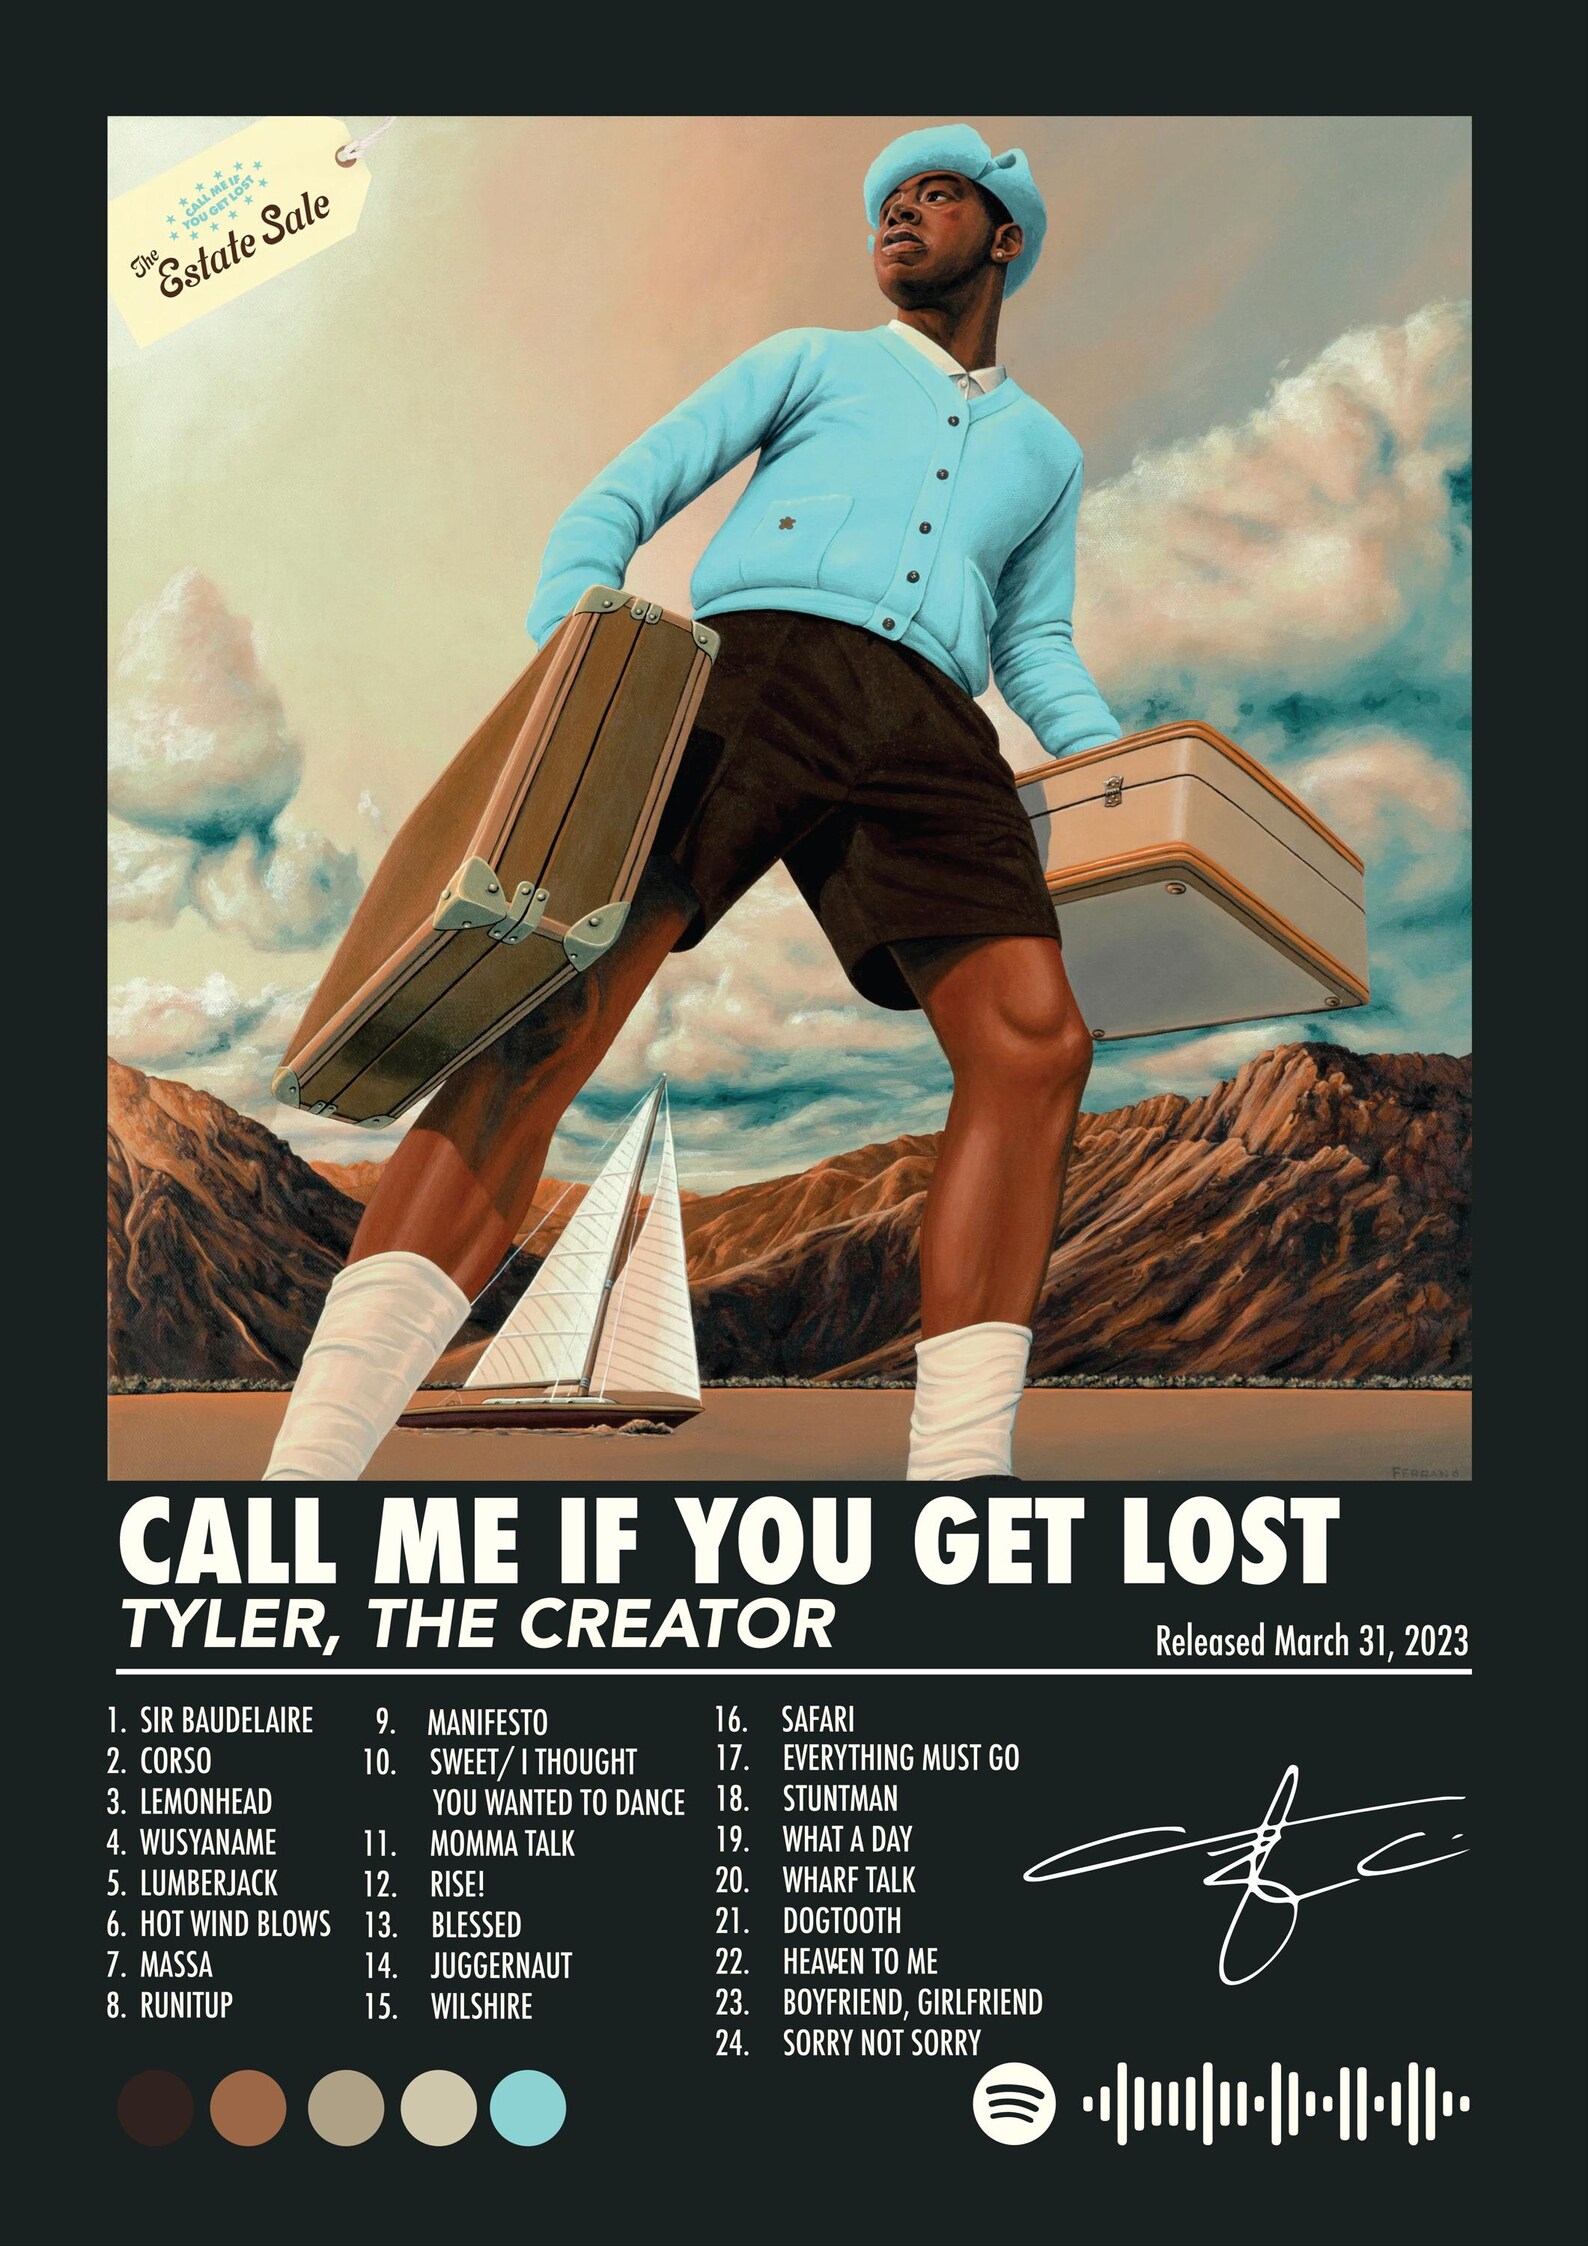 CALL ME IF
YOU GET LOST
The
Estate Sale
FERRANO
CALL ME IF YOU GET LOST
TYLER, THE CREATOR
Released March 31, 2023
1. SIR BAUDELAIRE
2. CORSO
3. LEMONHEAD
4. WUSYANAME
5. LUMBERJACK
6. HOT WIND BLOWS
7. MASSA
8. RUNITUP
9. MANIFESTO
10. SWEET/ I THOUGHT
YOU WANTED TO DANCE
11. MOMMA TALK
12. RISE!
13. BLESSED
14. JUGGERNAUT
15. WILSHIRE
16. SAFARI
17. EVERYTHING MUST GO
18. STUNTMAN
19. WHAT A DAY
20. WHARF TALK
21. DOGTOOTH
22. HEAVEN TO ME
23. BOYFRIEND, GIRLFRIEND
24. SORRY NOT SORRY